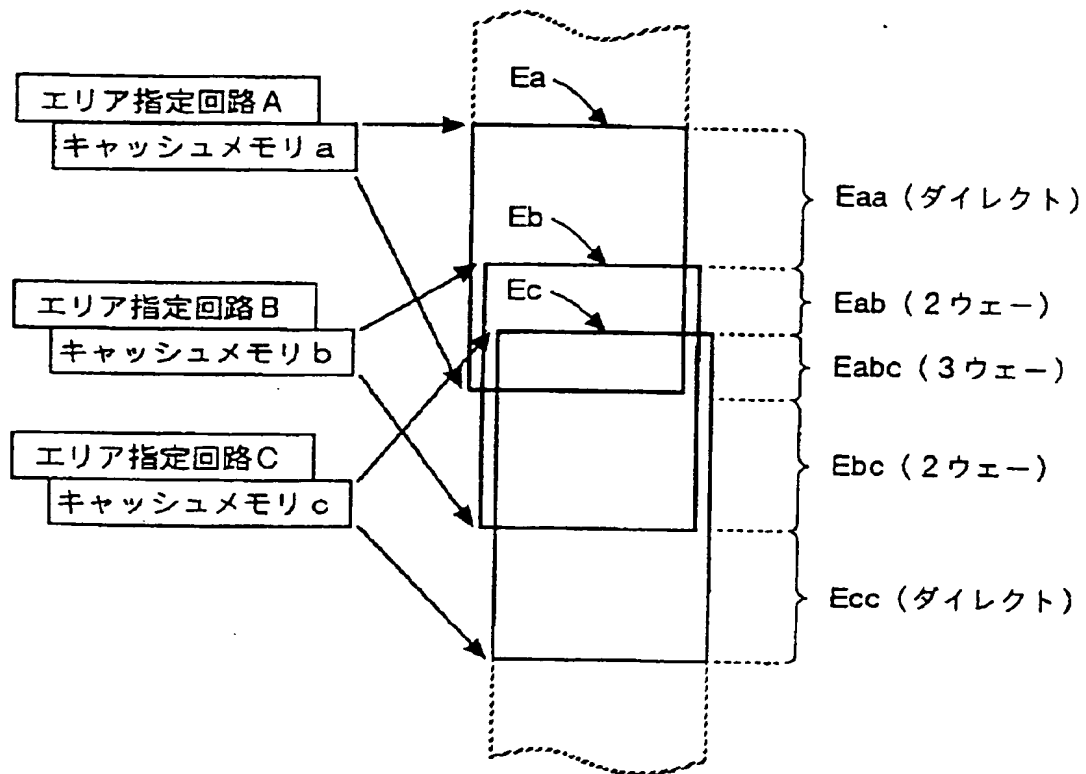 エリア指定回路A
キャッシュメモリa
エリア指定回路B
キャッシュメモリb
エリア指定回路C
キャッシュメモリc
Ea
Eb
Ec
Eaa（ダイレクト）
Eab（2ウェー）
Eabc（3ウェー）
Ebc（2ウェー）
Ecc（ダイレクト）